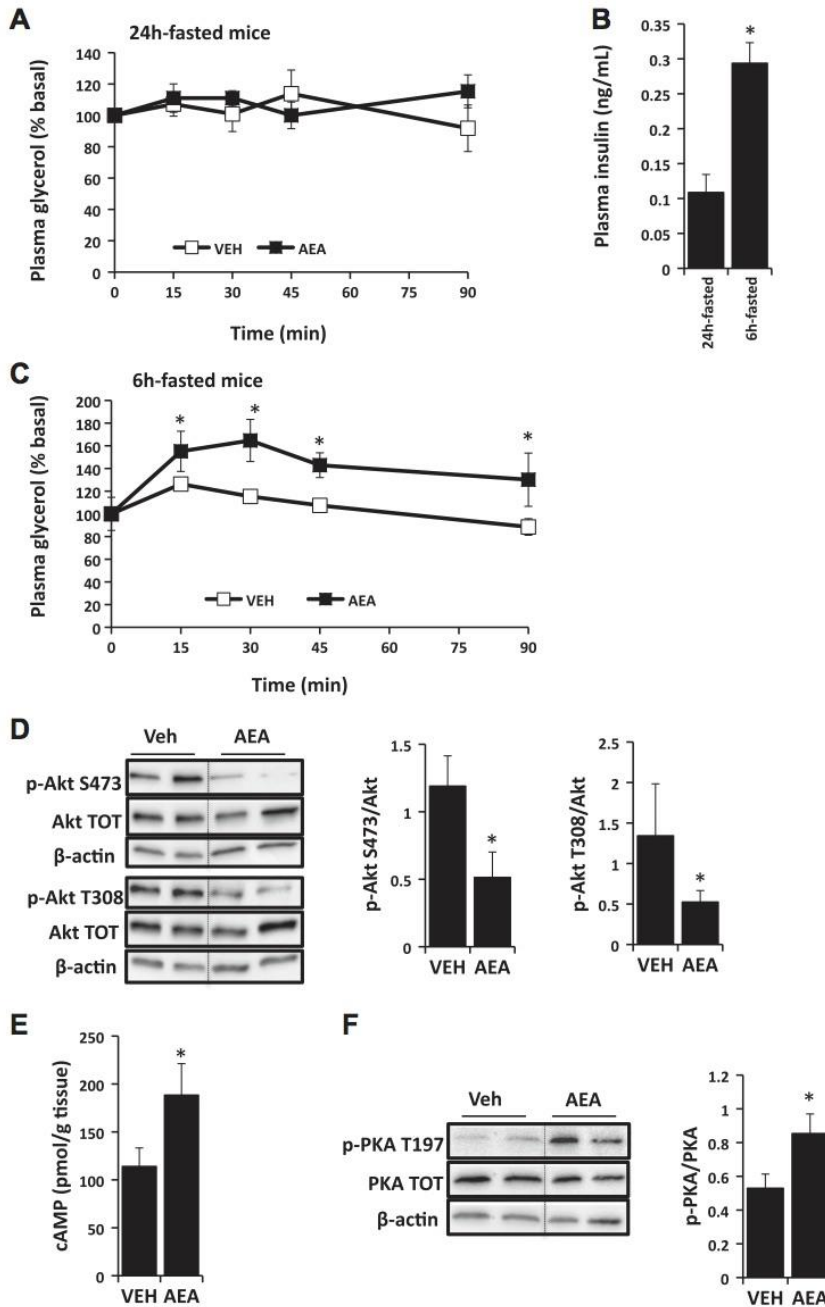 A
24h-fasted mice
Plasma glycerol (% basal)
140
120
100
80
60
40
20
0
VEH
AEA
0 15 30 45 60 75 90
Time (min)
B
Plasma insulin (ng/mL)
0.35
0.3
0.25
0.2
0.15
0.1
0.05
0
*
24h-fasted
6h-fasted
C
6h-fasted mice
Plasma glycerol (% basal)
200
180
160
140
120
100
80
60
40
20
0
* * * *
VEH
AEA
0 15 30 45 60 75 90
Time (min)
D
Veh AEA
p-Akt S473
Akt TOT
β-actin
p-Akt T308
Akt TOT
β-actin
p-Akt S473/Akt
1.5
1
0.5
0
*
VEH AEA
p-Akt T308/Akt
2.5
2
1.5
1
0.5
0
*
VEH AEA
E
cAMP (pmol/g tissue)
250
200
150
100
50
0
*
VEH AEA
F
Veh AEA
p-PKA T197
PKA TOT
β-actin
p-PKA/PKA
1.2
1
0.8
0.6
0.4
0.2
0
*
VEH AEA